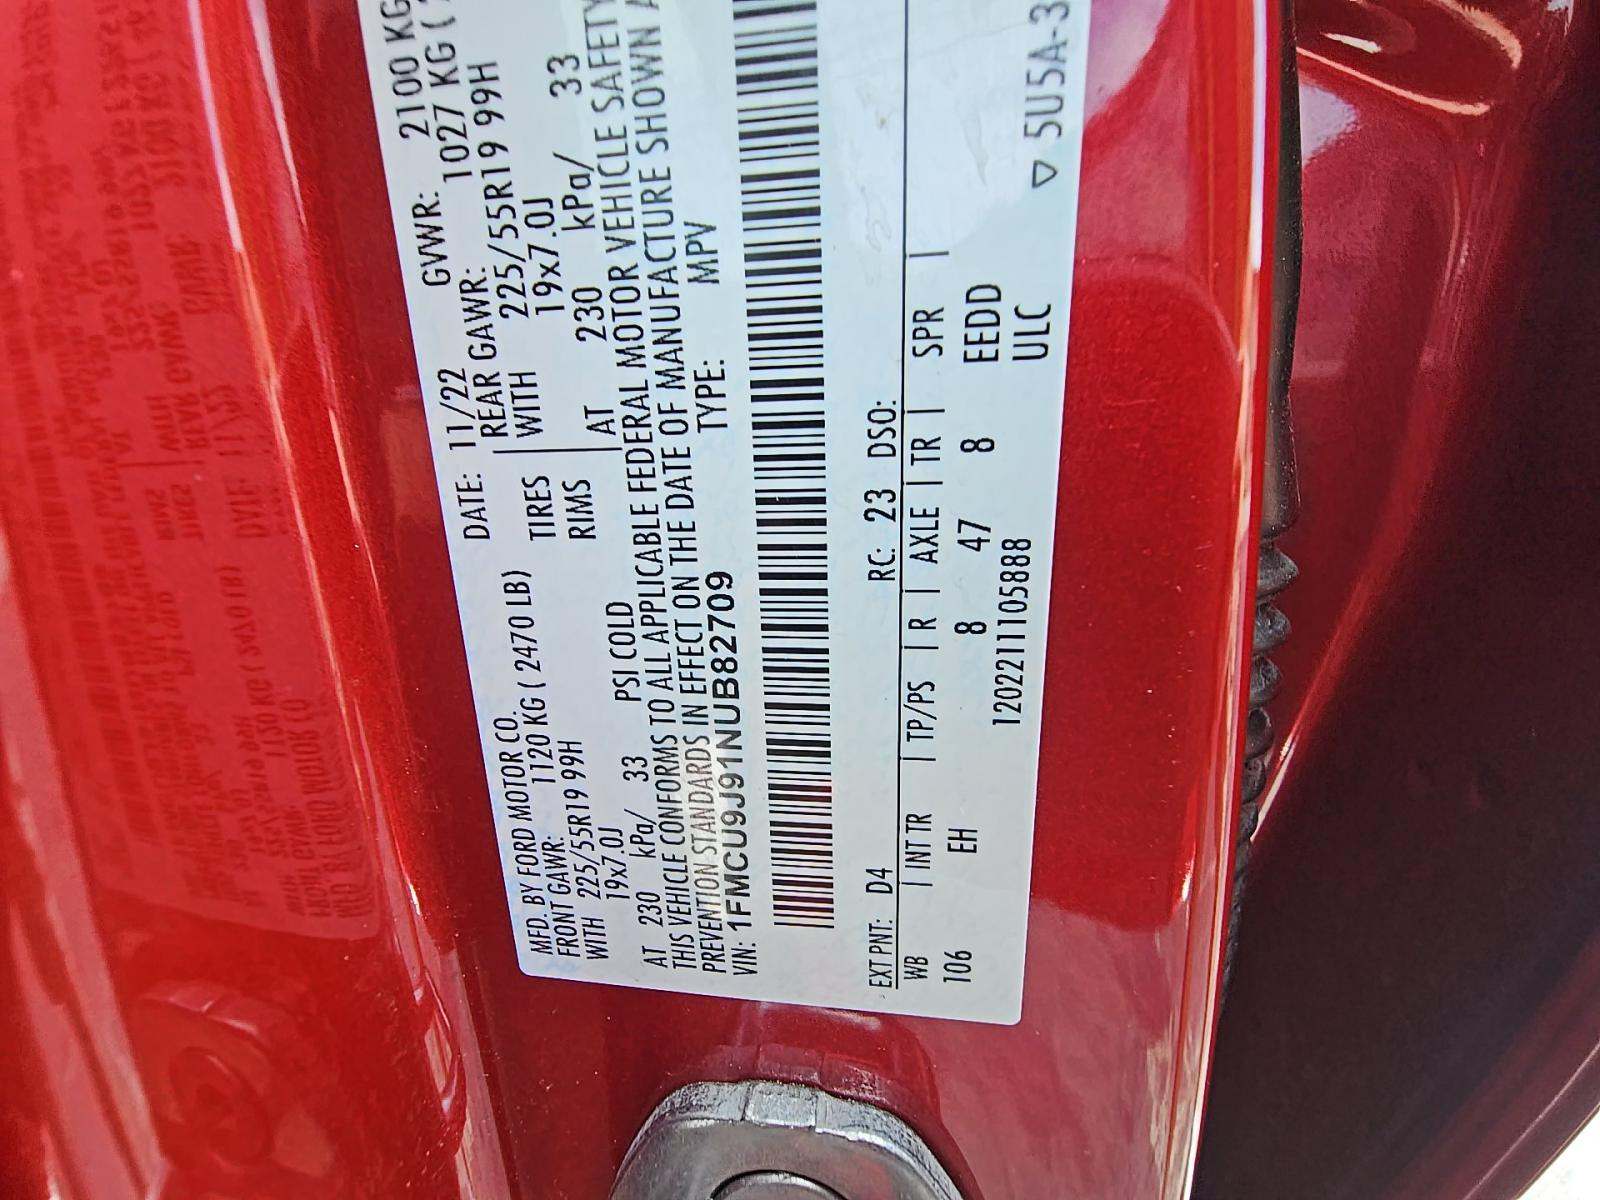 MFD. BY FORD MOTOR CO. DATE: 11/22 GVWR: 2100 KG
FRONT GAWR: 1120 KG ( 2470 LB) REAR GAWR: 1027 KG (
WITH 225/55R19 99H TIRES WITH 225/55R19 99H
19x7.0J RIMS 19x7.0J
AT 230 kPa/ 33 PSI COLD AT 230 kPa/ 33
THIS VEHICLE CONFORMS TO ALL APPLICABLE FEDERAL MOTOR VEHICLE SAFETY
PREVENTION STANDARDS IN EFFECT ON THE DATE OF MANUFACTURE SHOWN
VIN: 1FMCU9J91NUB82709 TYPE: MPV
EXT PNT: D4 RC: 23 DSO:
WB | INT TR | TP/PS | R | AXLE | TR | SPR |
106 EH 8 47 8 EEDD
12022111105888 ULC
▽ 5U5A-3